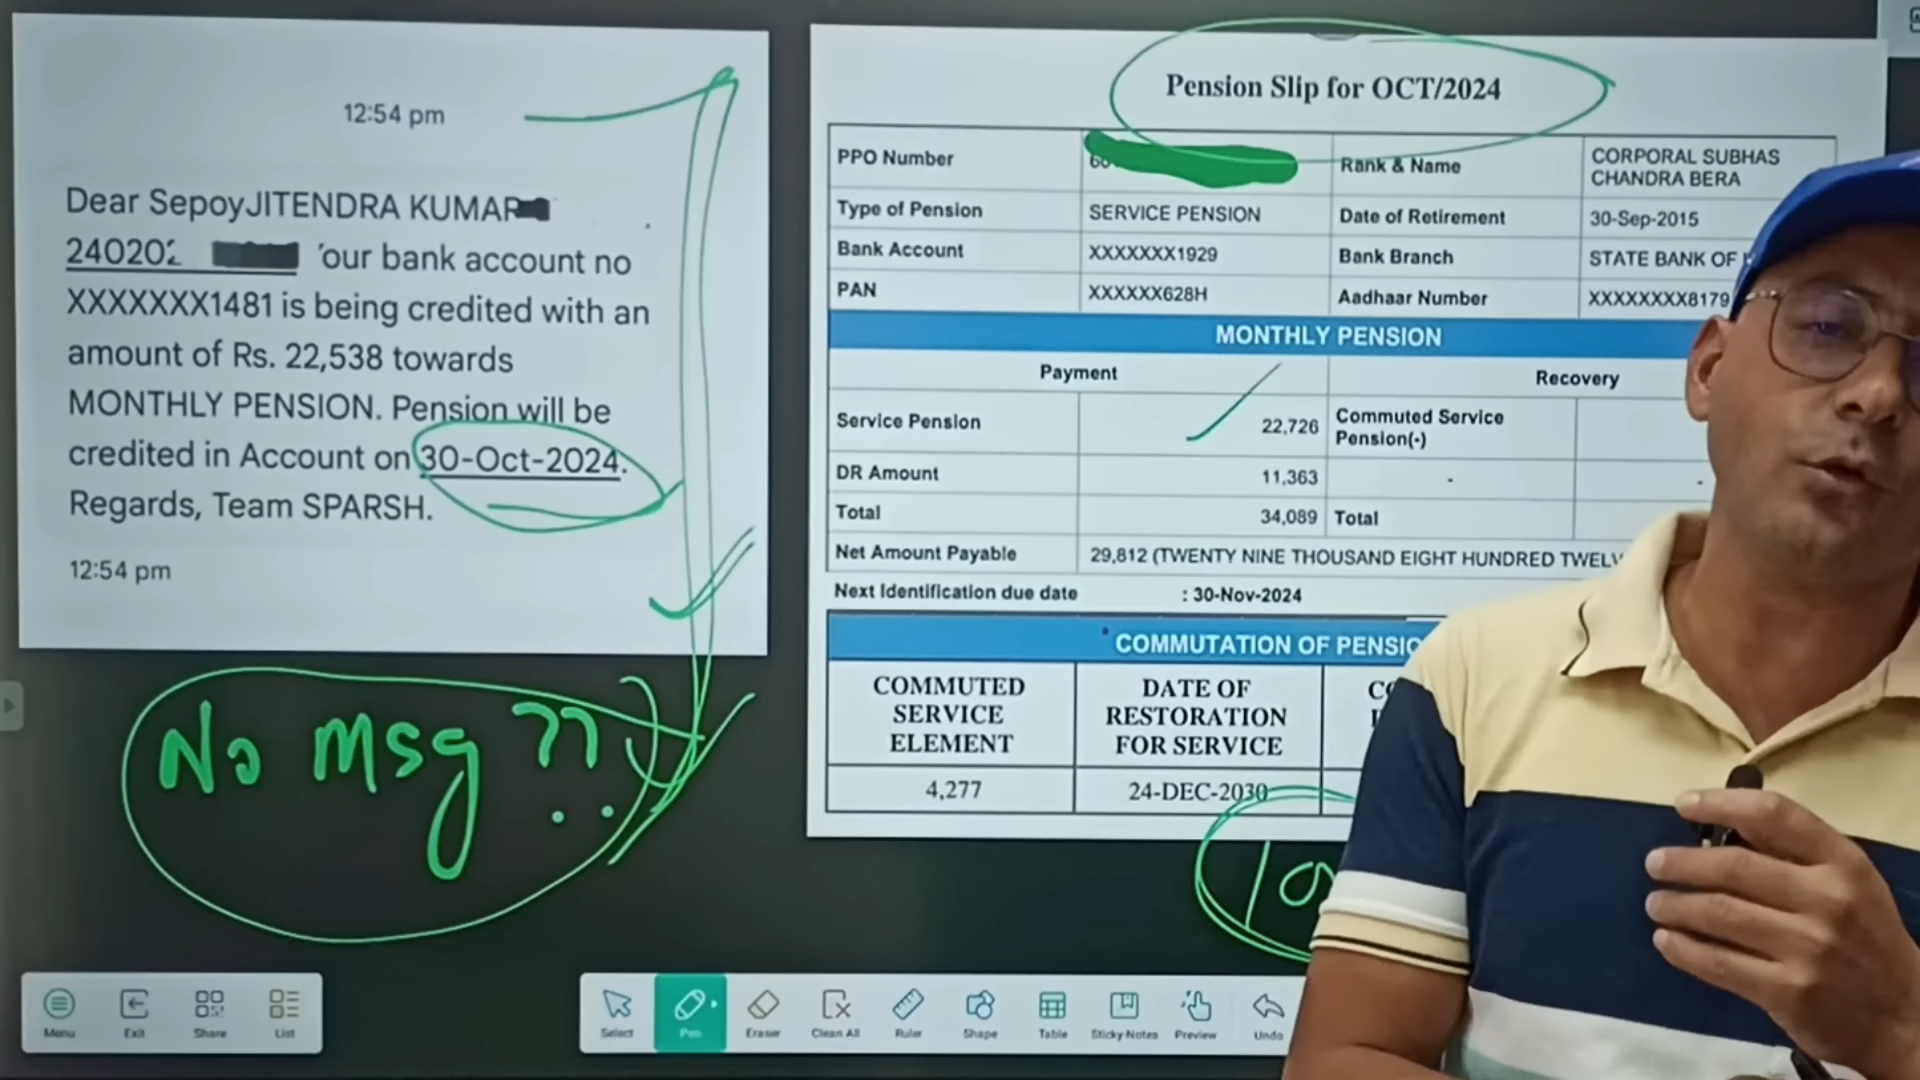 12:54 pm
Dear SepoyJITENDRA KUMAR
240202 'our bank account no
XXXXXXX1481 is being credited with an
amount of Rs. 22,538 towards
MONTHLY PENSION. Pension will be
credited in Account on 30-Oct-2024.
Regards, Team SPARSH.
12:54 pm
No msg ??
Pension Slip for OCT/2024
PPO Number Rank & Name CORPORAL SUBHAS CHANDRA BERA
Type of Pension SERVICE PENSION Date of Retirement 30-Sep-2015
Bank Account XXXXXXX1929 Bank Branch STATE BANK OF
PAN XXXXXX628H Aadhaar Number XXXXXXXX8179
MONTHLY PENSION
Payment Recovery
Service Pension 22,726 Commuted Service Pension(-)
DR Amount 11,363 - -
Total 34,089 Total
Net Amount Payable 29,812 (TWENTY NINE THOUSAND EIGHT HUNDRED
Next Identification due date : 30-Nov-2024
COMMUTATION OF
COMMUTED SERVICE ELEMENT DATE OF RESTORATION FOR SERVICE
4,277 24-DEC-2030
Menu Exit Share List
Select Pen Eraser Clean All Ruler Shape Table Sticky-Notes Preview Undo